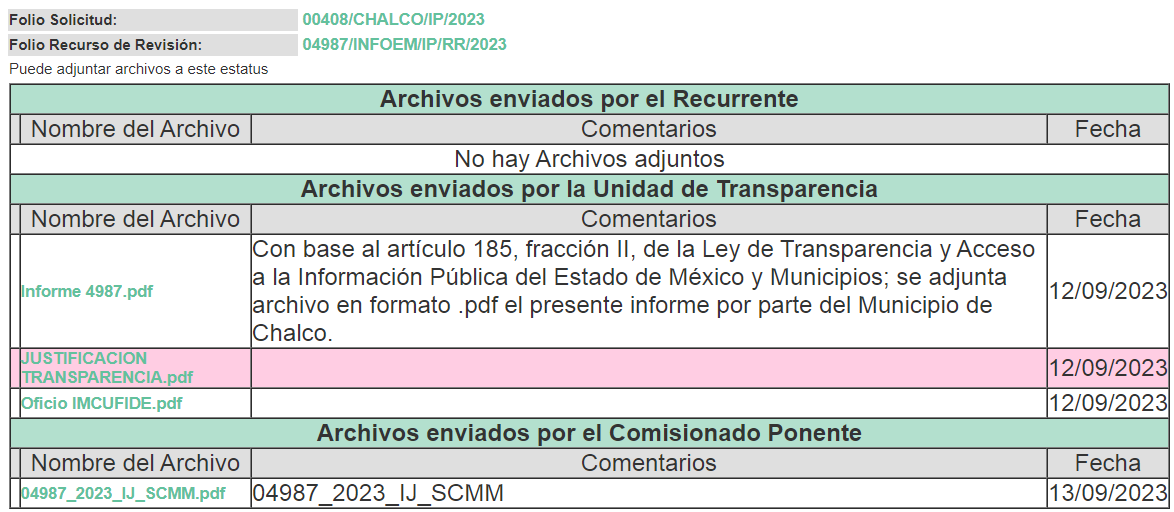 Folio Solicitud: 00408/CHALCO/IP/2023
Folio Recurso de Revisión: 04987/INFOEM/IP/RR/2023
Puede adjuntar archivos a este estatus
Archivos enviados por el Recurrente
Nombre del Archivo Comentarios Fecha
No hay Archivos adjuntos
Archivos enviados por la Unidad de Transparencia
Nombre del Archivo Comentarios Fecha
Informe 4987.pdf
Con base al artículo 185, fracción II, de la Ley de Transparencia y Acceso
a la Información Pública del Estado de México y Municipios; se adjunta
archivo en formato .pdf el presente informe por parte del Municipio de
Chalco.
12/09/2023
JUSTIFICACION
TRANSPARENCIA.pdf
12/09/2023
Oficio IMCUFIDE.pdf 12/09/2023
Archivos enviados por el Comisionado Ponente
Nombre del Archivo Comentarios Fecha
04987_2023_IJ_SCMM.pdf 04987_2023_IJ_SCMM 13/09/2023